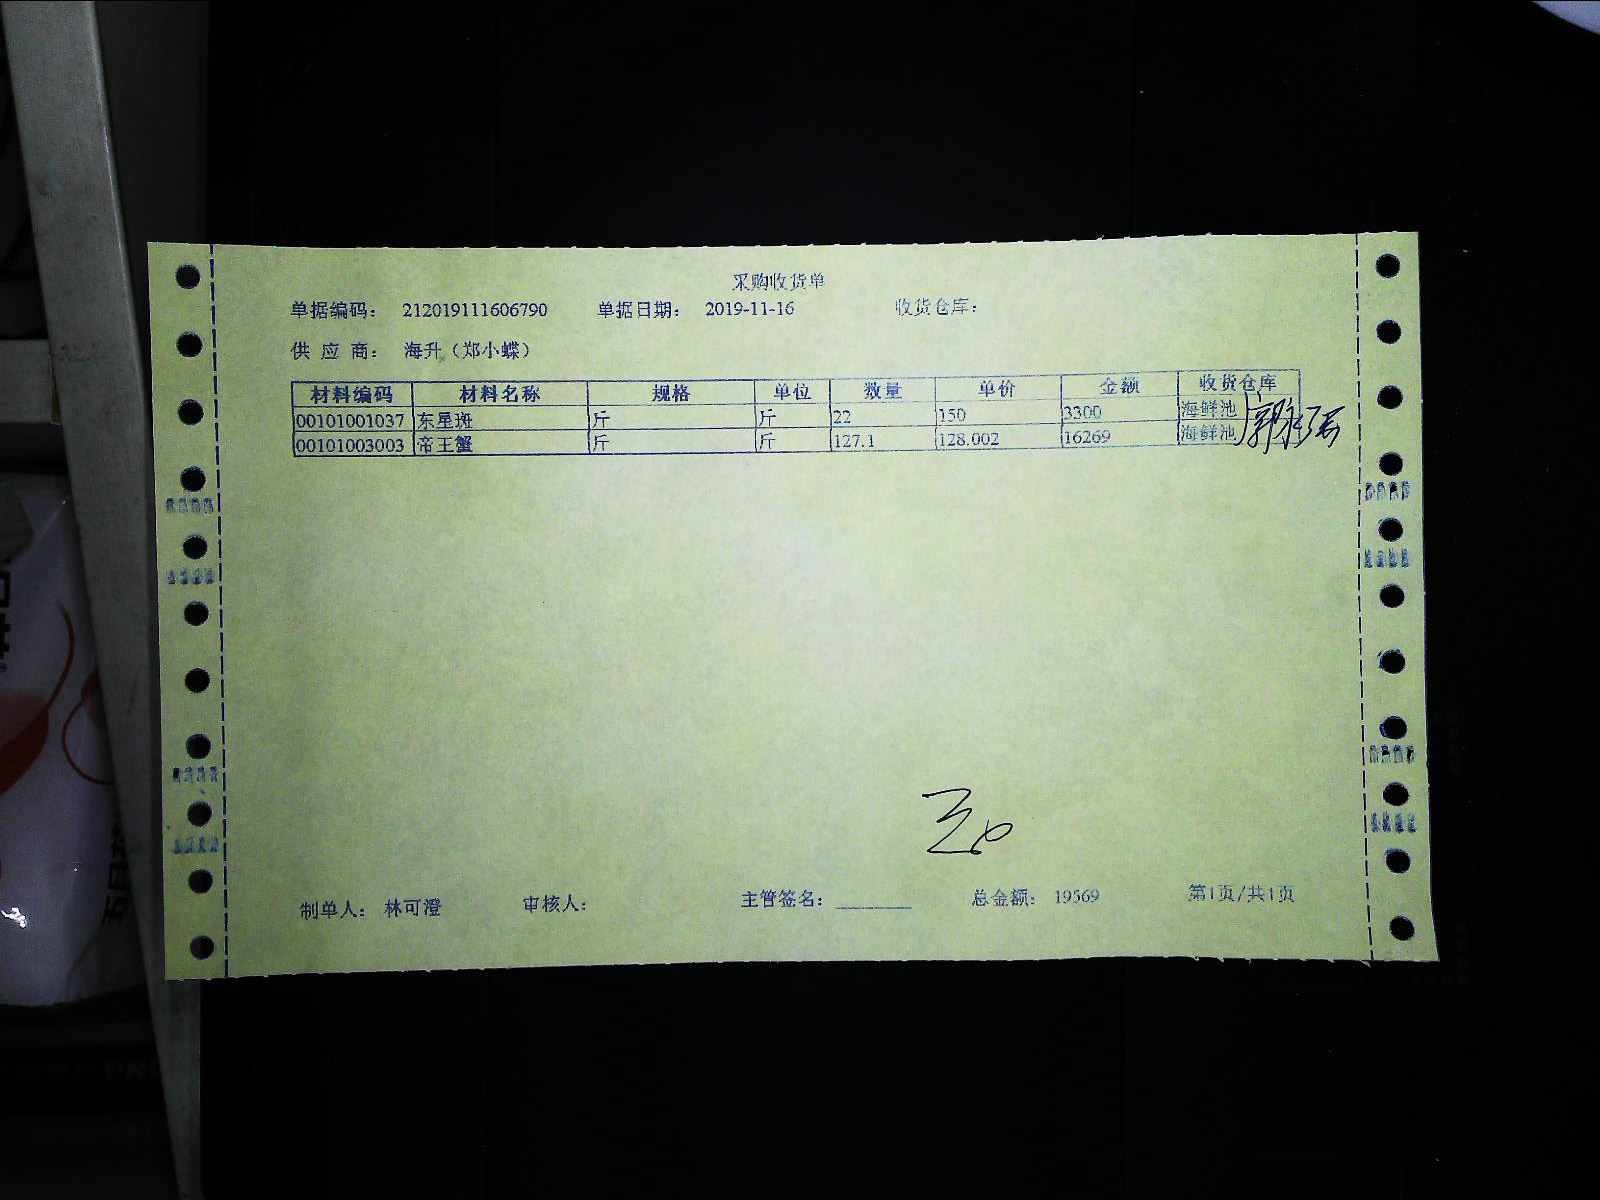 采购收货单
单据编码： 212019111606790 单据日期： 2019-11-16 收货仓库：
供 应 商： 海升（郑小蝶）
材料编码 材料名称 规格 单位 数量 单价 金额 收货仓库
00101001037 东星斑 斤 斤 22 150 3300 海鲜池
00101003003 帝王蟹 斤 斤 127.1 128.002 16269 海鲜池
制单人： 林可澄 审核人： 主管签名： 总金额： 19569 第1页/共1页